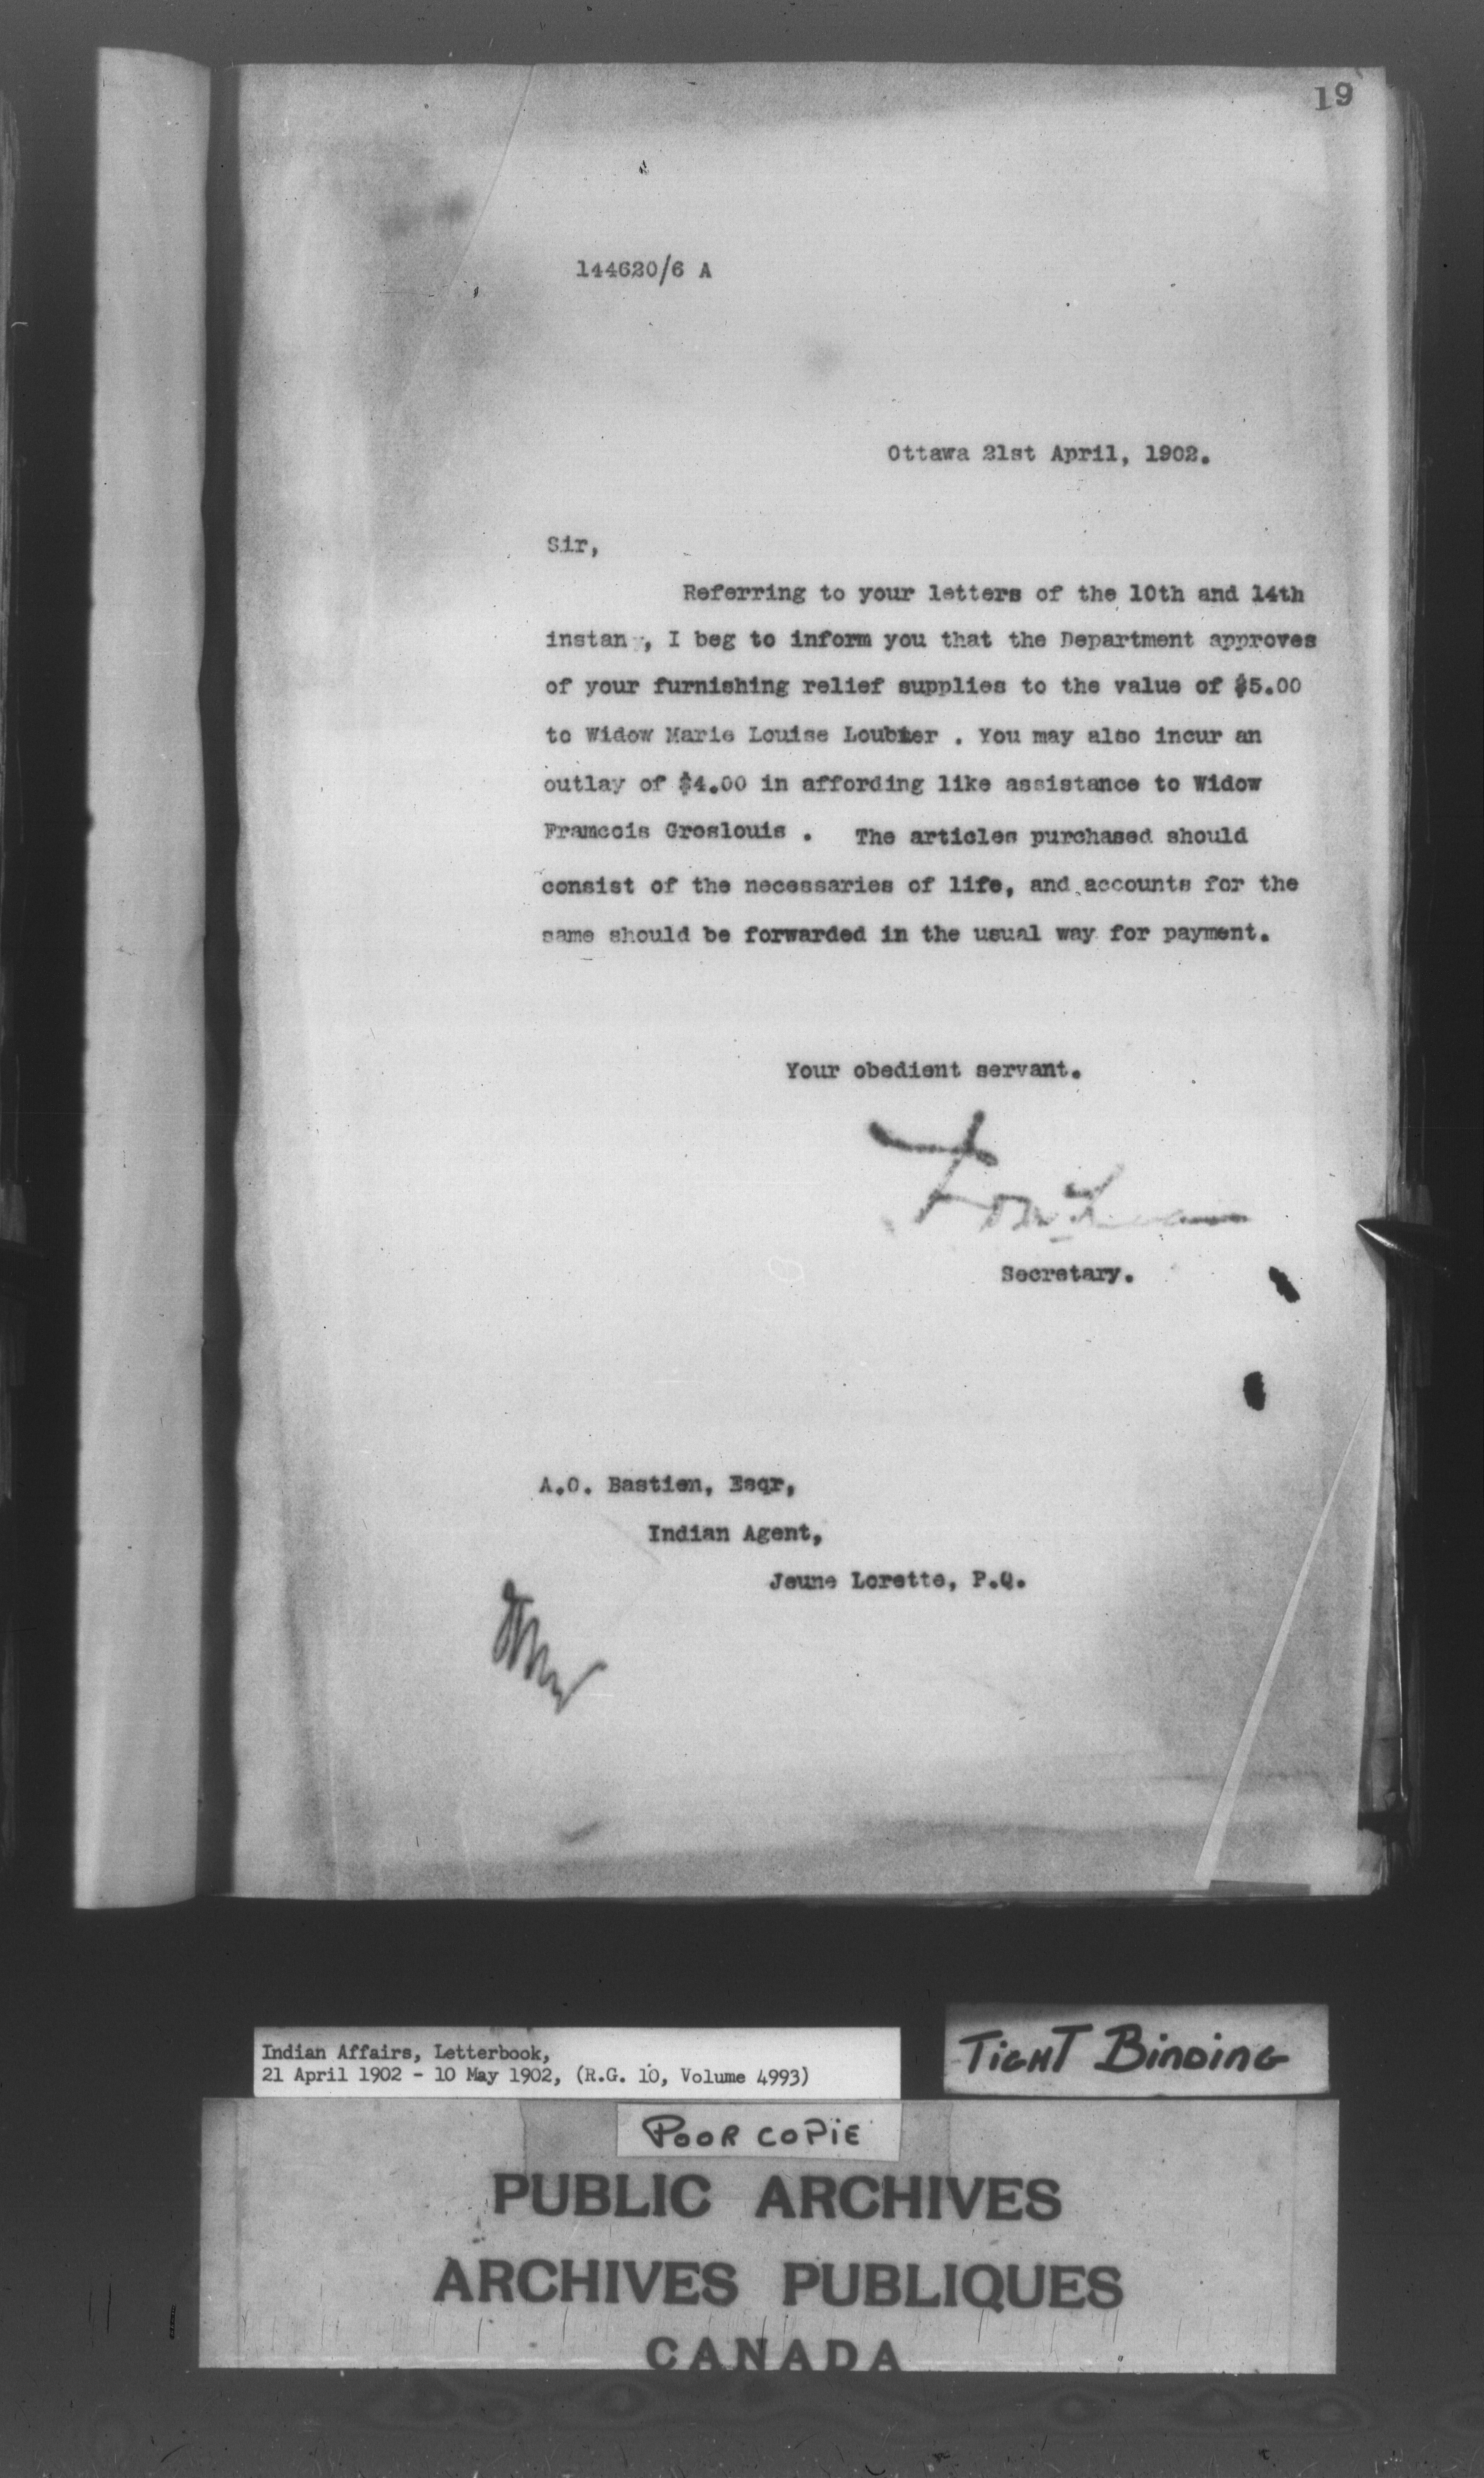 19
144620/6 A
Ottawa 21st April, 1902.
Sir,
Referring to your letters of the 10th and 14th
instan , I beg to inform you that the Department approves
of your furnishing relief supplies to the value of $5.00
to Widow Marie Louise Loubier . You may also incur an
outlay of $4.00 in affording like assistance to Widow
Framcois Groslouis . The articles purchased should
consist of the necessaries of life, and accounts for the
same should be forwarded in the usual way for payment.
Your obedient servant.
Secretary.
A.O. Bastien, Esqr,
Indian Agent,
Jeune Lorette, P.Q.
Indian Affairs, Letterbook,
21 April 1902 - 10 May 1902, (R.G. 10, Volume 4993)
TIGHT BINDING
POOR COPIE
PUBLIC ARCHIVES
ARCHIVES PUBLIQUES
CANADA